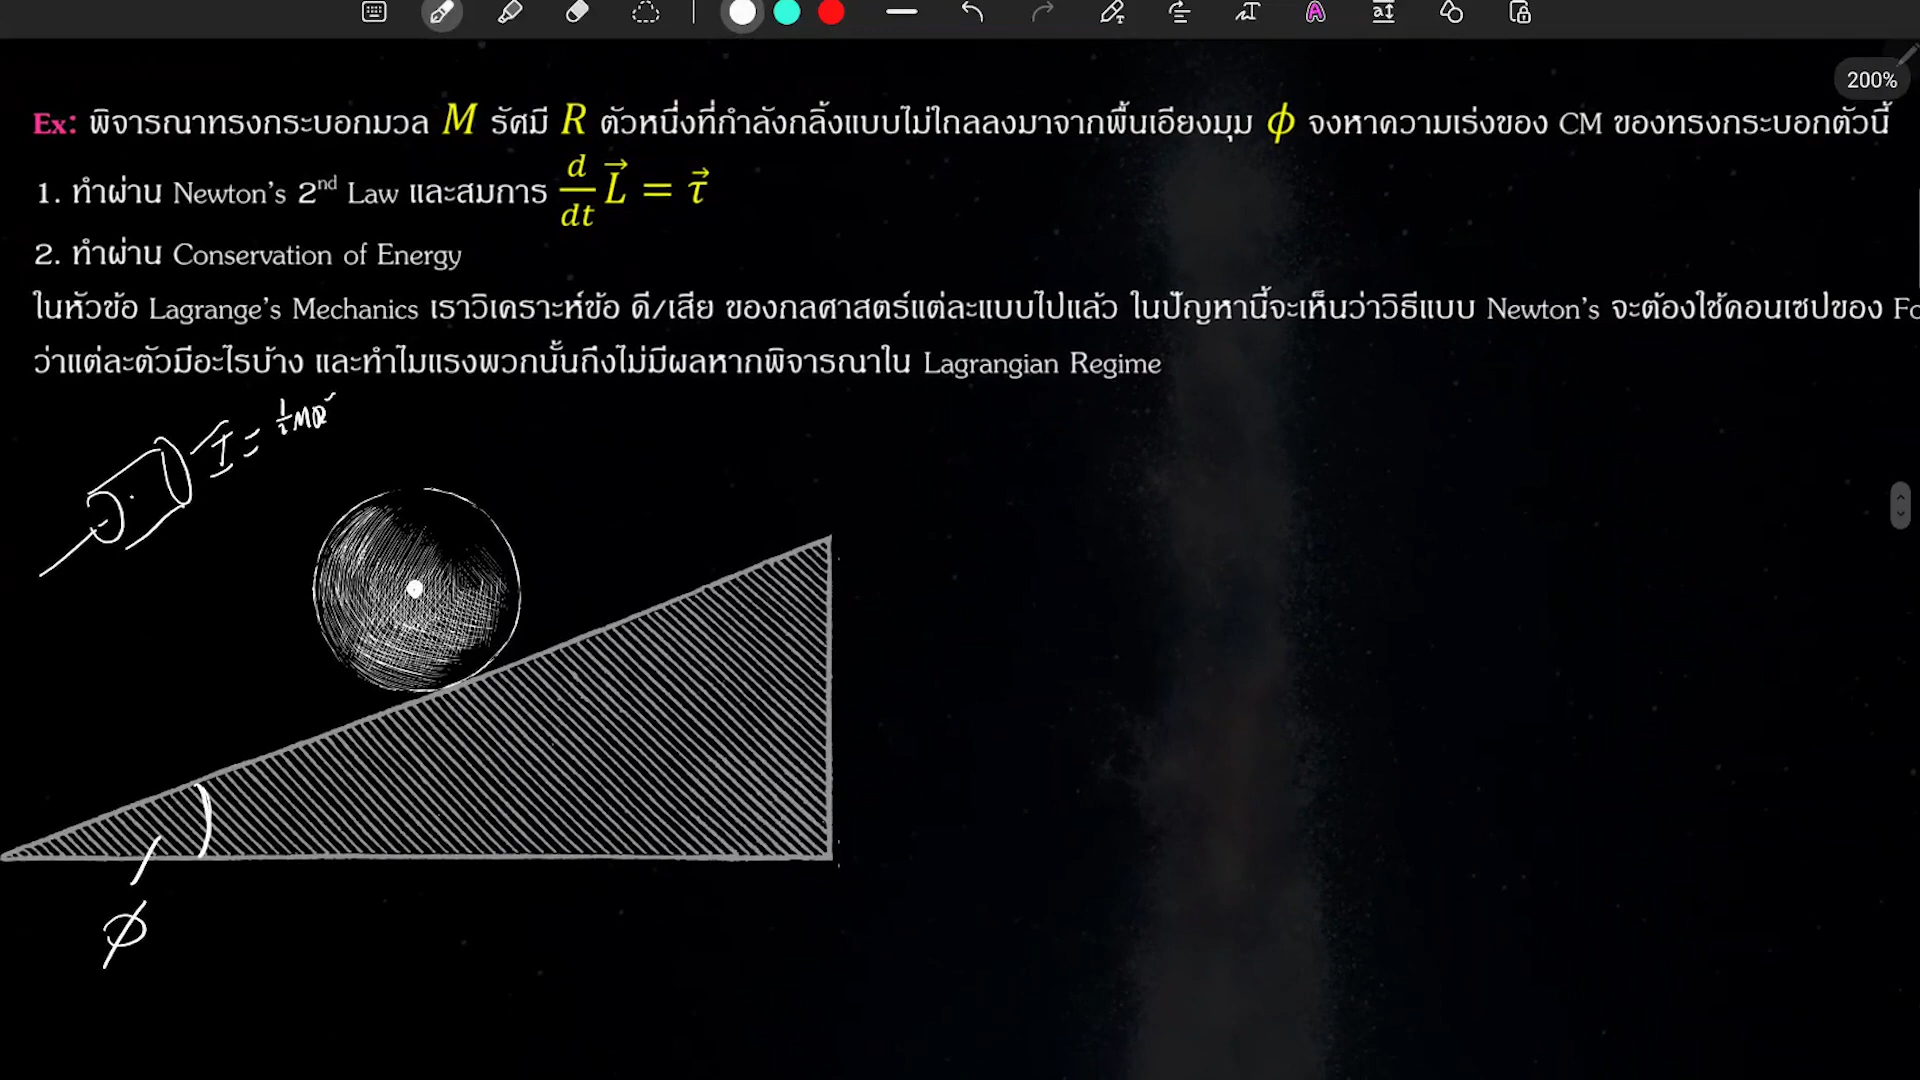 200%
Ex: พิจารณาทรงกระบอกมวล M รัศมี R ตัวหนึ่งที่กำลังกลิ้งแบบไม่ไถลลงมาจากพื้นเอียงมุม ϕ จงหาความเร่งของ CM ของทรงกระบอกตัวนี้
1. ทำผ่าน Newton's 2nd Law และสมการ d/dt L⃗ = τ⃗
2. ทำผ่าน Conservation of Energy
ในหัวข้อ Lagrange's Mechanics เราวิเคราะห์ข้อ ดี/เสีย ของกลศาสตร์แต่ละแบบไปแล้ว ในปัญหานี้จะเห็นว่าวิธีแบบ Newton's จะต้องใช้คอนเซปของ Fo
ว่าแต่ละตัวมีอะไรบ้าง และทำไมแรงพวกนั้นถึงไม่มีผลหากพิจารณาใน Lagrangian Regime
I = ½MR²
ϕ